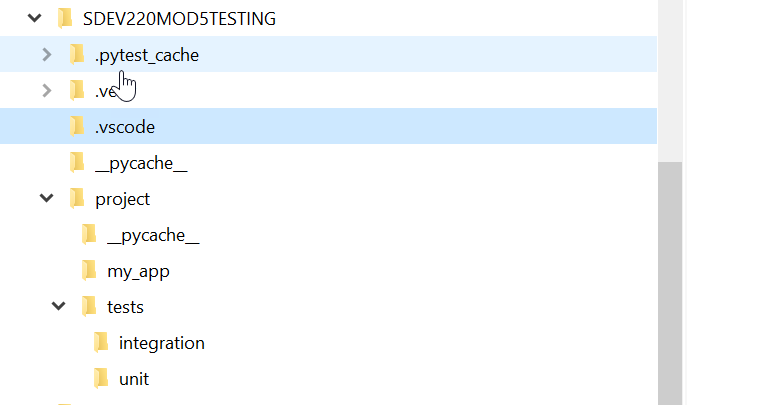 SDEV220MOD5TESTING
.pytest_cache
.vscode
__pycache__
project
__pycache__
my_app
tests
integration
unit